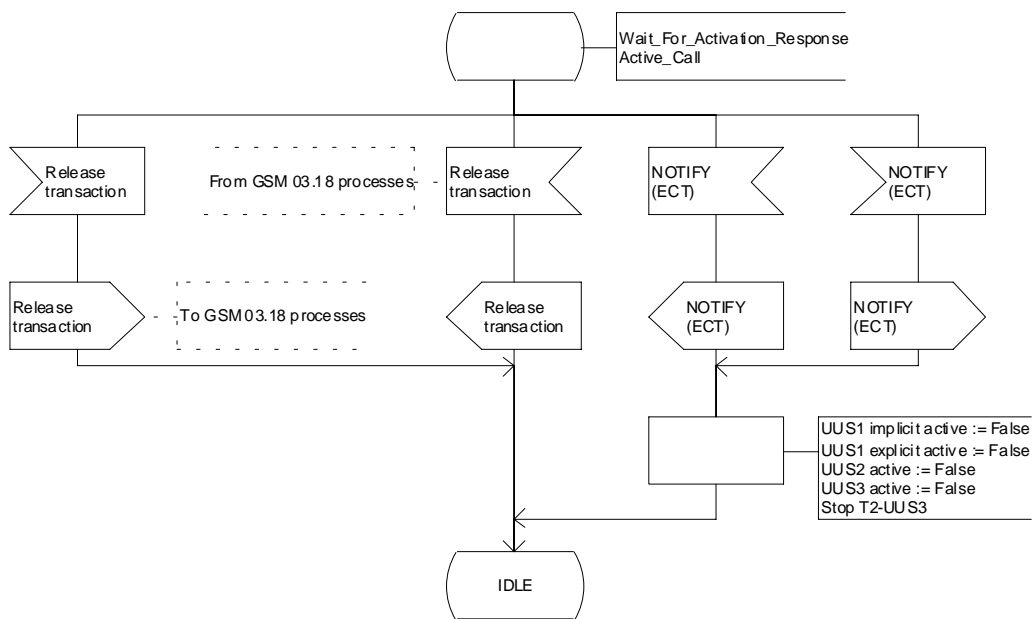 Wait_For_Activation_Response
Active_Call
Release
transaction
From GSM 03.18 processes
Release
transaction
NOTIFY
(ECT)
NOTIFY
(ECT)
Release
transaction
To GSM 03.18 processes
Release
transaction
NOTIFY
(ECT)
NOTIFY
(ECT)
UUS1 implicit active := False
UUS1 explicit active := False
UUS2 active := False
UUS3 active := False
Stop T2-UUS3
IDLE